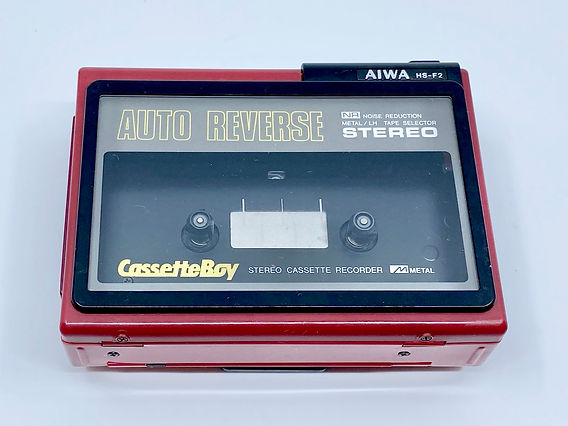 AIWA HS-F2
AUTO REVERSE
NR NOISE REDUCTION
METAL/LH TAPE SELECTOR
STEREO
CassetteBoy STEREO CASSETTE RECORDER METAL